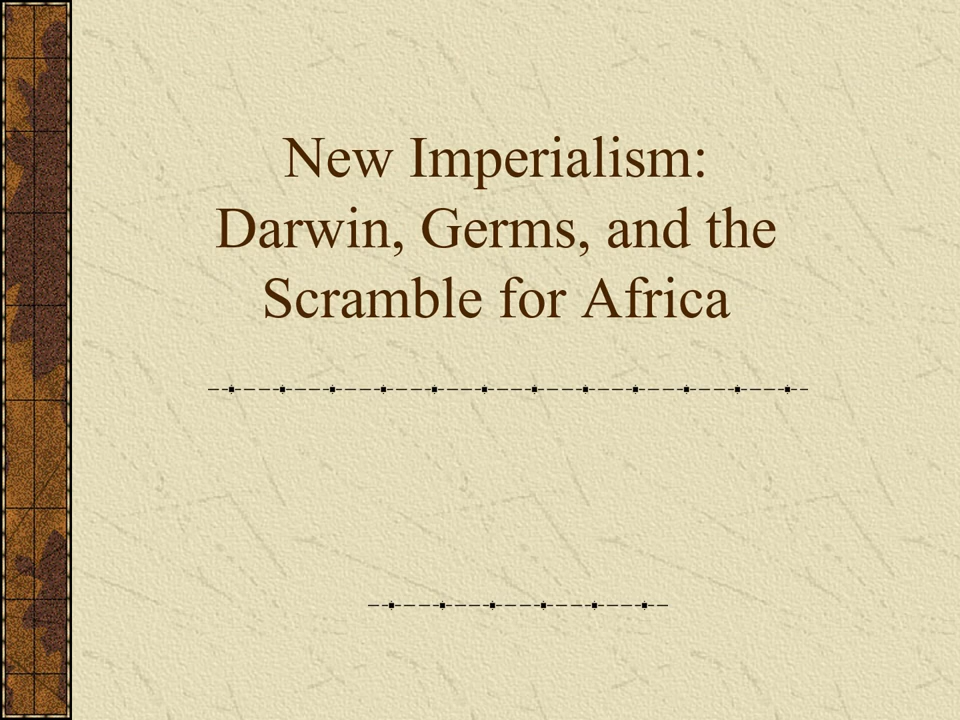 New Imperialism:
Darwin, Germs, and the
Scramble for Africa